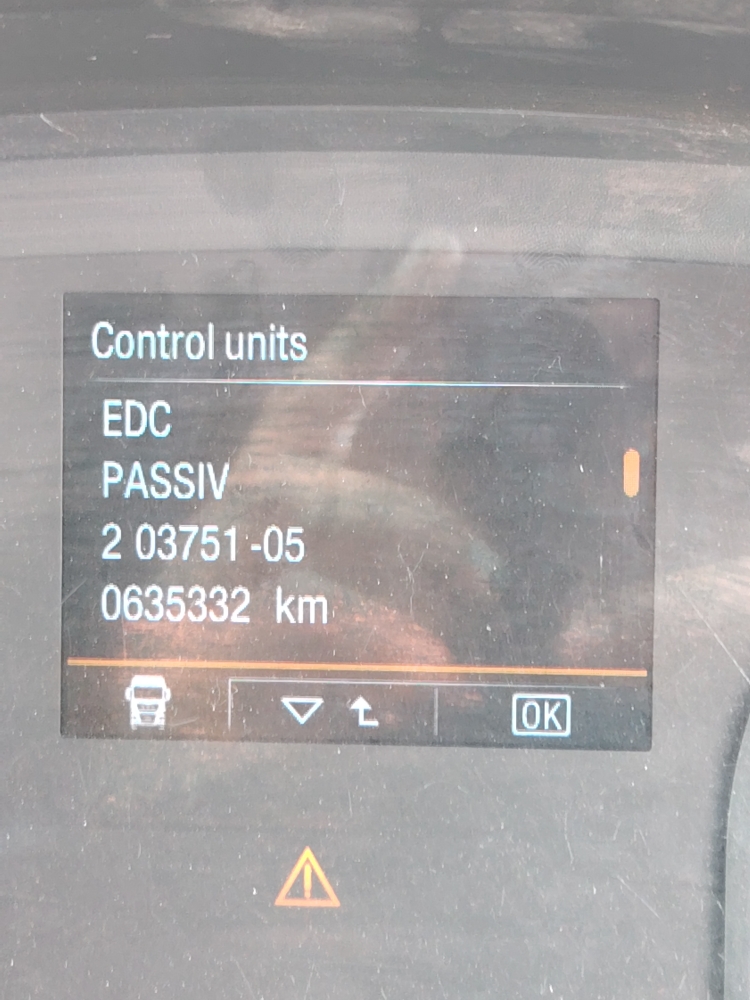 Control units
EDC
PASSIV
2 03751-05
0635332 km
OK